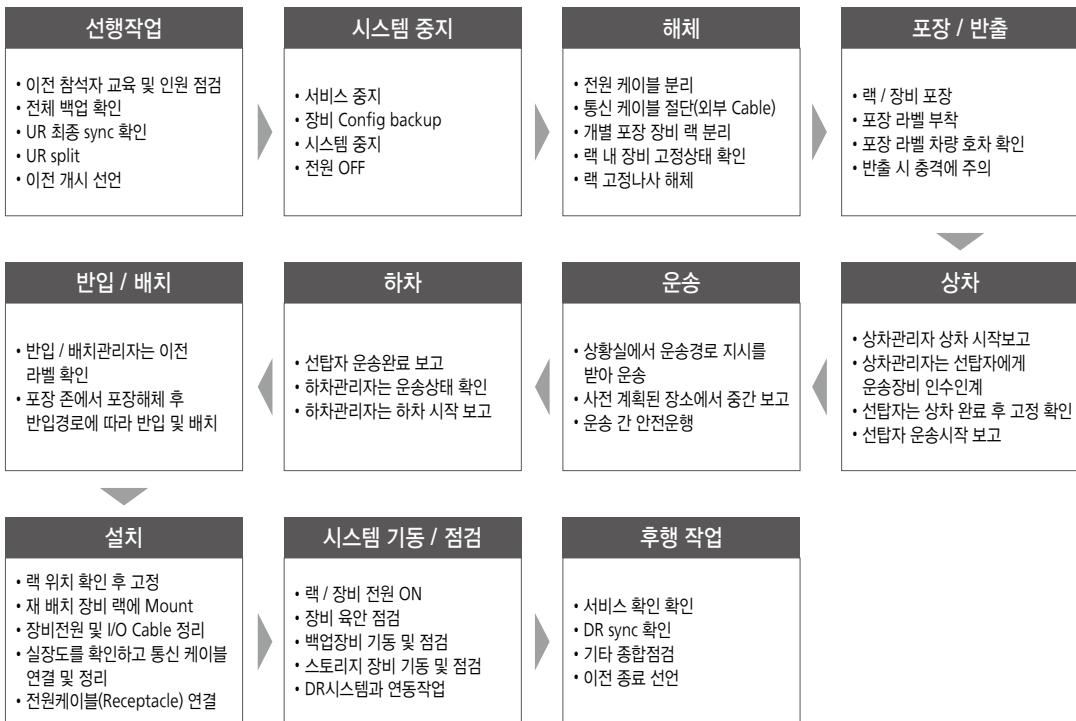 선행작업
• 이전 참석자 교육 및 인원 점검
• 전체 백업 확인
• UR 최종 sync 확인
• UR split
• 이전 개시 선언
시스템 중지
• 서비스 중지
• 장비 Config backup
• 시스템 중지
• 전원 OFF
해체
• 전원 케이블 분리
• 통신 케이블 절단(외부 Cable)
• 개별 포장 장비 랙 분리
• 랙 내 장비 고정상태 확인
• 랙 고정나사 해체
포장 / 반출
• 랙 / 장비 포장
• 포장 라벨 부착
• 포장 라벨 차량 호차 확인
• 반출 시 충격에 주의
상차
• 상차관리자 상차 시작보고
• 상차관리자는 선탑자에게
운송장비 인수인계
• 선탑자는 상차 완료 후 고정 확인
• 선탑자 운송시작 보고
운송
• 상황실에서 운송경로 지시를
받아 운송
• 사전 계획된 장소에서 중간 보고
• 운송 간 안전운행
하차
• 선탑자 운송완료 보고
• 하차관리자는 운송상태 확인
• 하차관리자는 하차 시작 보고
반입 / 배치
• 반입 / 배치관리자는 이전
라벨 확인
• 포장 존에서 포장해체 후
반입경로에 따라 반입 및 배치
설치
• 랙 위치 확인 후 고정
• 재 배치 장비 랙에 Mount
• 장비전원 및 I/O Cable 정리
• 실장도를 확인하고 통신 케이블
연결 및 정리
• 전원케이블(Receptacle) 연결
시스템 기동 / 점검
• 랙 / 장비 전원 ON
• 장비 육안 점검
• 백업장비 기동 및 점검
• 스토리지 장비 기동 및 점검
• DR시스템과 연동작업
후행 작업
• 서비스 확인 확인
• DR sync 확인
• 기타 종합점검
• 이전 종료 선언